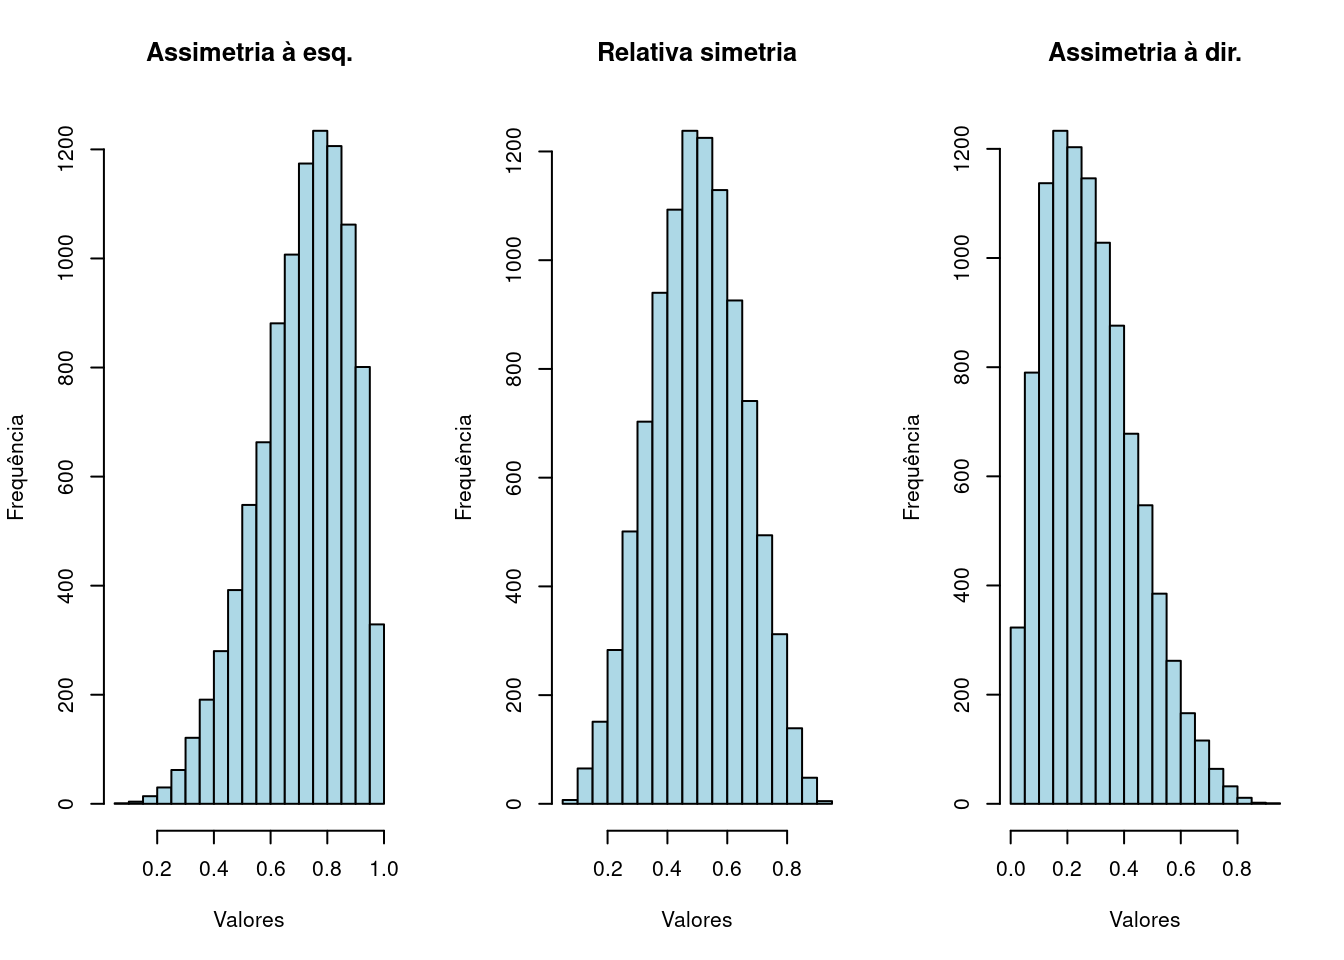 Assimetria à esq.
Frequência
1200
1000
800
600
400
200
0
0.2 0.4 0.6 0.8 1.0
Valores
Relativa simetria
Frequência
1200
1000
800
600
400
200
0
0.2 0.4 0.6 0.8
Valores
Assimetria à dir.
Frequência
1200
1000
800
600
400
200
0
0.0 0.2 0.4 0.6 0.8
Valores